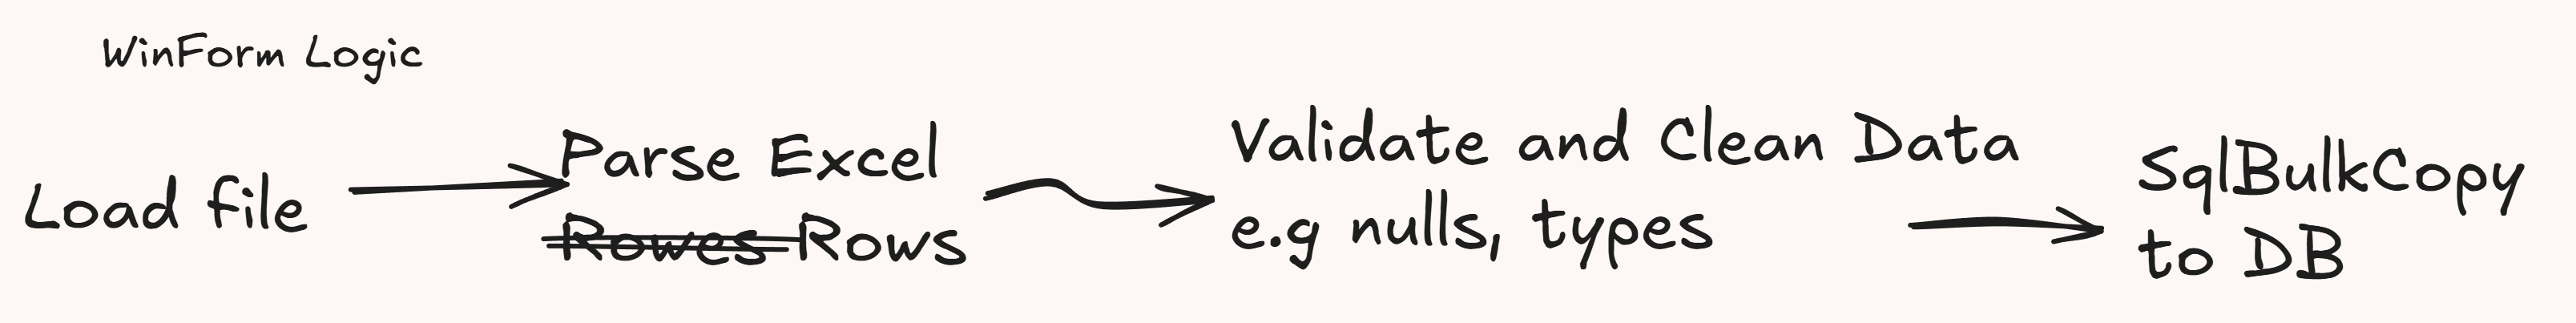 WinForm Logic
Load file
Parse Excel
Rowes Rows
Validate and Clean Data
e.g nulls, types
SqlBulkCopy
to DB